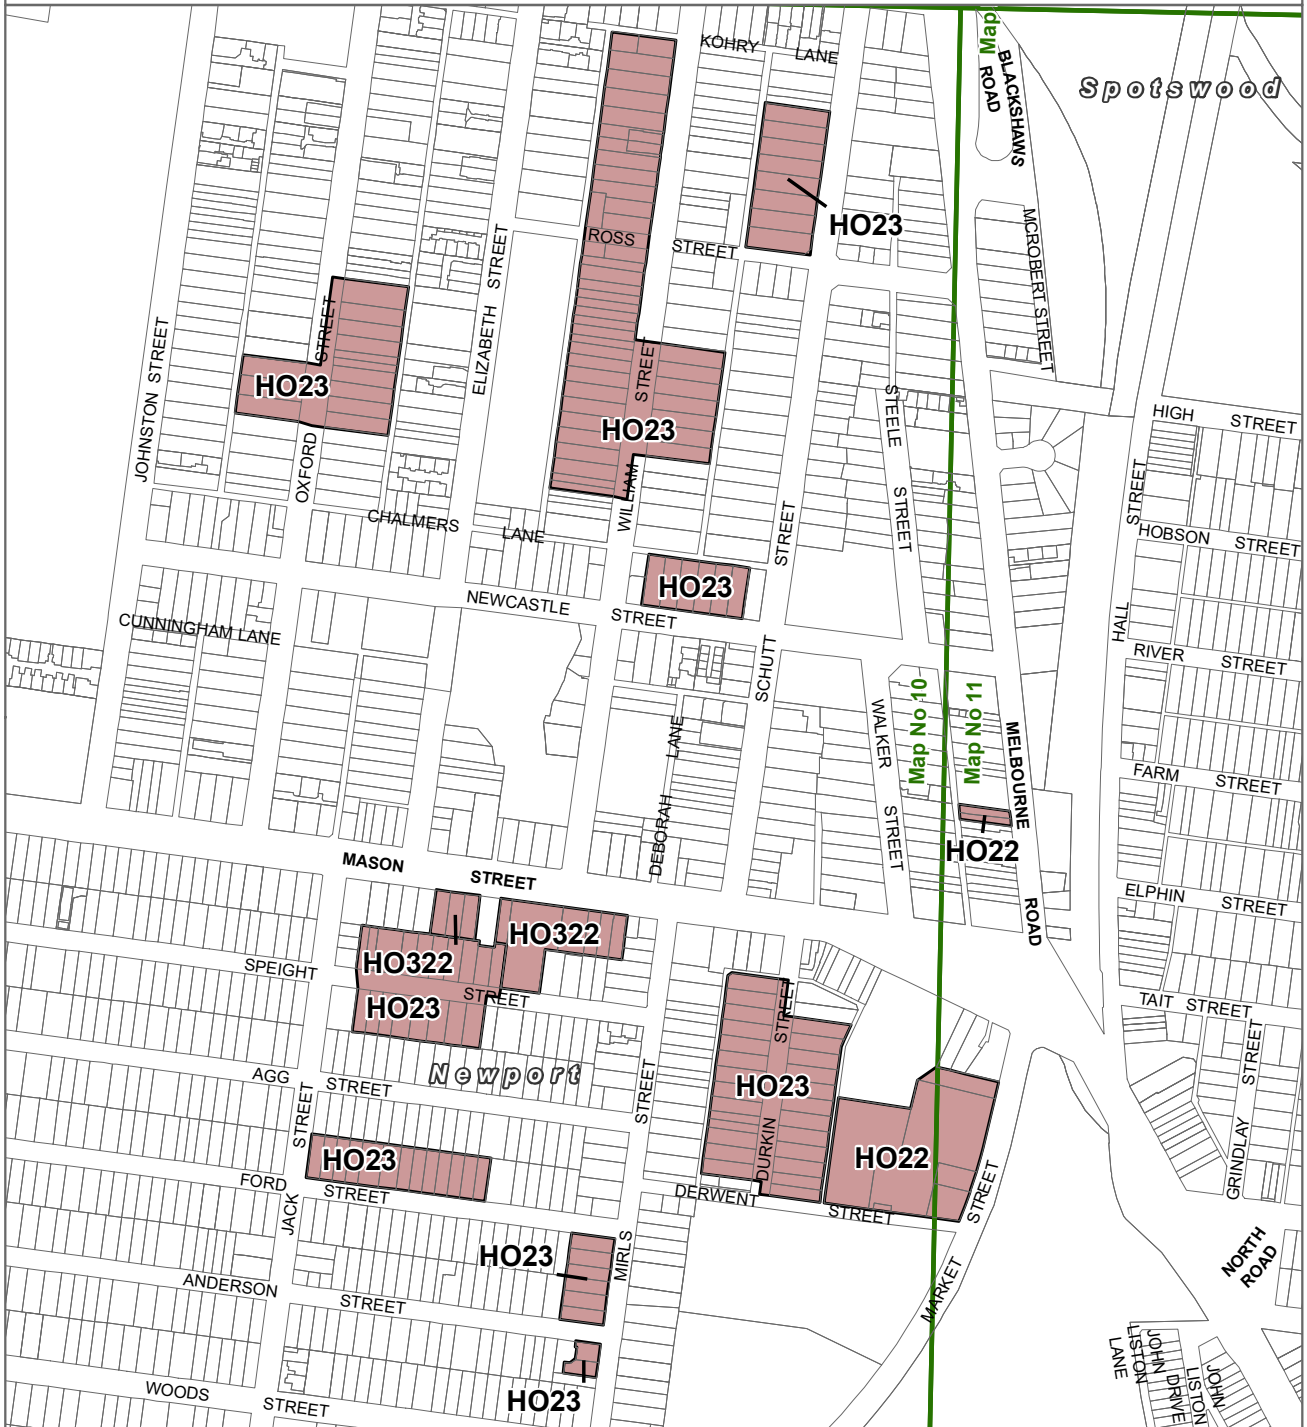 KOHRY
LANE
Map
BLACKSHAWS
ROAD
Spotswood
HO23
ROSS
STREET
MCROBERT STREET
ELIZABETH STREET
STREET
HO23
JOHNSTON STREET
STREET
HO23
STEELE
STREET
HIGH STREET
OXFORD
WILLIAM
CHALMERS
LANE
STREET
STREET
HOBSON STREET
HO23
NEWCASTLE
STREET
CUNNINGHAM LANE
HALL
RIVER STREET
SCHUTT
WALKER
STREET
Map No 10
Map No 11
MELBOURNE
ROAD
DEBORAH LANE
FARM STREET
HO22
MASON
STREET
ELPHIN STREET
HO322
HO322
SPEIGHT
STREET
HO23
STREET
TAIT STREET
Newport
AGG
STREET
STREET
STREET
HO23
DURKIN
GRINDLAY STREET
HO23
HO22
FORD
STREET
JACK
DERWENT
STREET
STREET
MARKET
NORTH
ROAD
HO23
MIRLS
ANDERSON
STREET
HO23
WOODS
STREET
LISTON
LANE
JOHN DRIVE
LISTON
JOHN